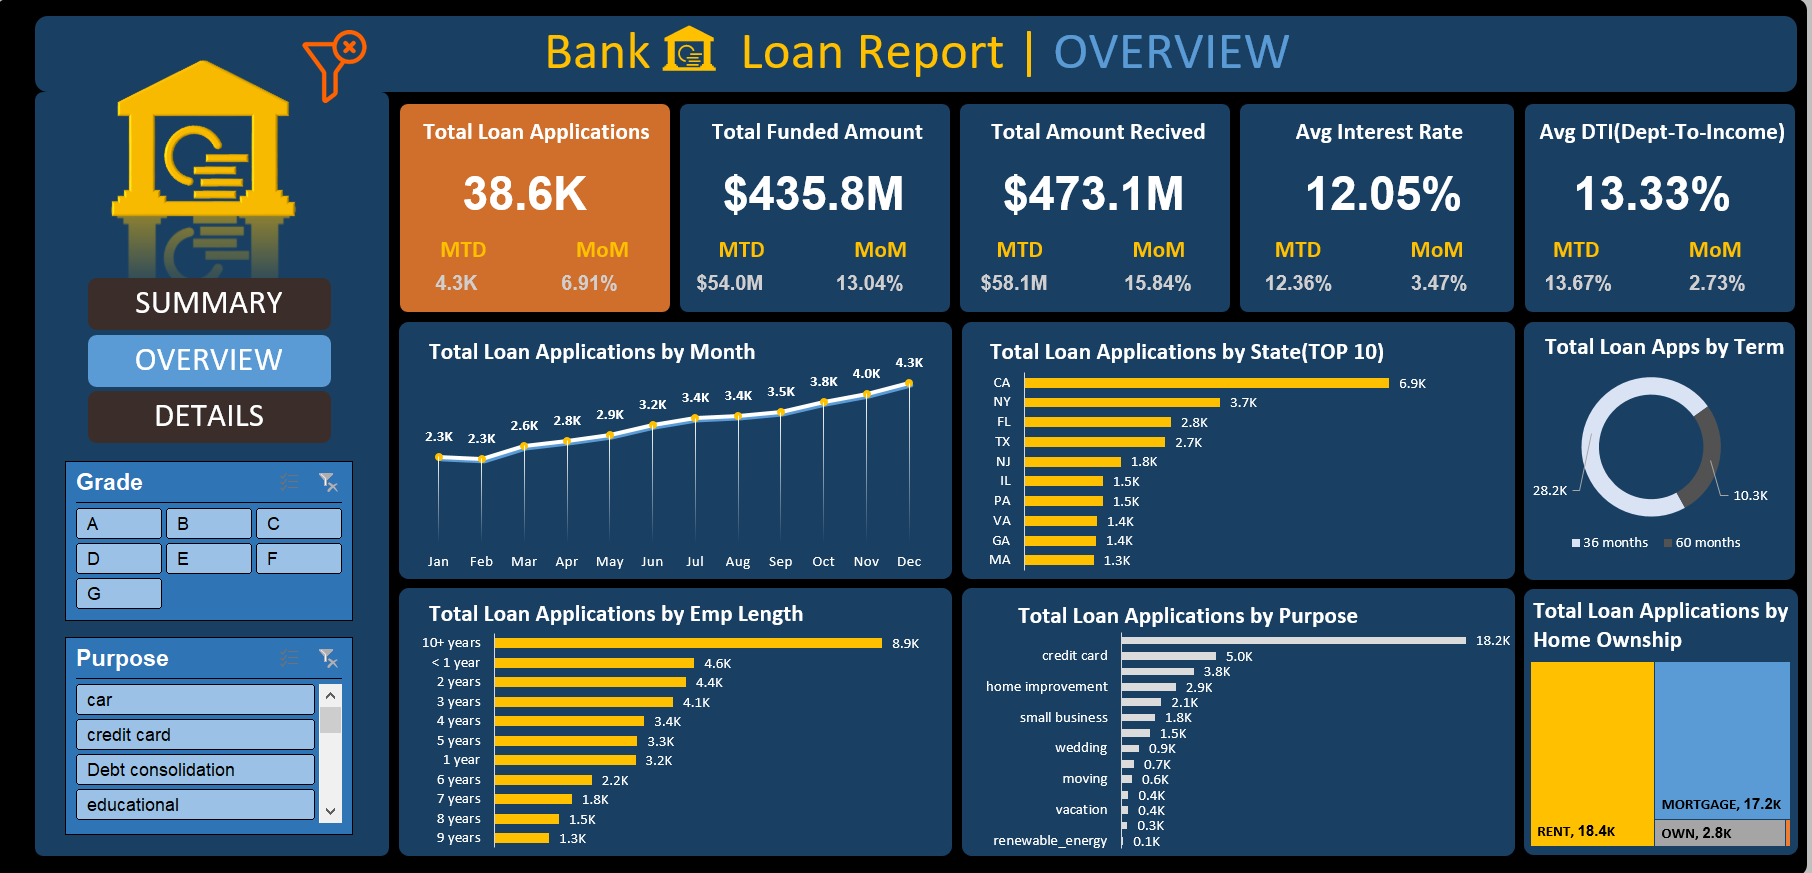 Bank Loan Report | OVERVIEW
SUMMARY
OVERVIEW
DETAILS
Grade
A B C
D E F
G
Purpose
car
credit card
Debt consolidation
educational
Total Loan Applications
38.6K
MTD MoM
4.3K 6.91%
Total Funded Amount
$435.8M
MTD MoM
$54.0M 13.04%
Total Amount Recived
$473.1M
MTD MoM
$58.1M 15.84%
Avg Interest Rate
12.05%
MTD MoM
12.36% 3.47%
Avg DTI(Dept-To-Income)
13.33%
MTD MoM
13.67% 2.73%
Total Loan Applications by Month
2.3K 2.3K 2.6K 2.8K 2.9K 3.2K 3.4K 3.4K 3.5K 3.8K 4.0K 4.3K
Jan Feb Mar Apr May Jun Jul Aug Sep Oct Nov Dec
Total Loan Applications by State(TOP 10)
CA 6.9K
NY 3.7K
FL 2.8K
TX 2.7K
NJ 1.8K
IL 1.5K
PA 1.5K
VA 1.4K
GA 1.4K
MA 1.3K
Total Loan Apps by Term
28.2K 10.3K
36 months 60 months
Total Loan Applications by Emp Length
10+ years 8.9K
< 1 year 4.6K
2 years 4.4K
3 years 4.1K
4 years 3.4K
5 years 3.3K
1 year 3.2K
6 years 2.2K
7 years 1.8K
8 years 1.5K
9 years 1.3K
Total Loan Applications by Purpose
18.2K
credit card 5.0K
3.8K
home improvement 2.9K
2.1K
small business 1.8K
1.5K
wedding 0.9K
0.7K
moving 0.6K
0.4K
vacation 0.4K
0.3K
renewable_energy 0.1K
Total Loan Applications by
Home Ownship
RENT, 18.4K
MORTGAGE, 17.2K
OWN, 2.8K